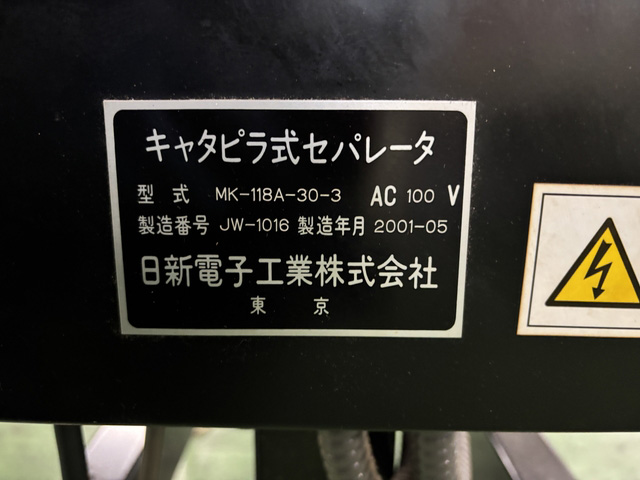 キャタピラ式セパレータ
型式 MK-118A-30-3 AC 100 V
製造番号 JW-1016 製造年月 2001-05
日新電子工業株式会社
東京